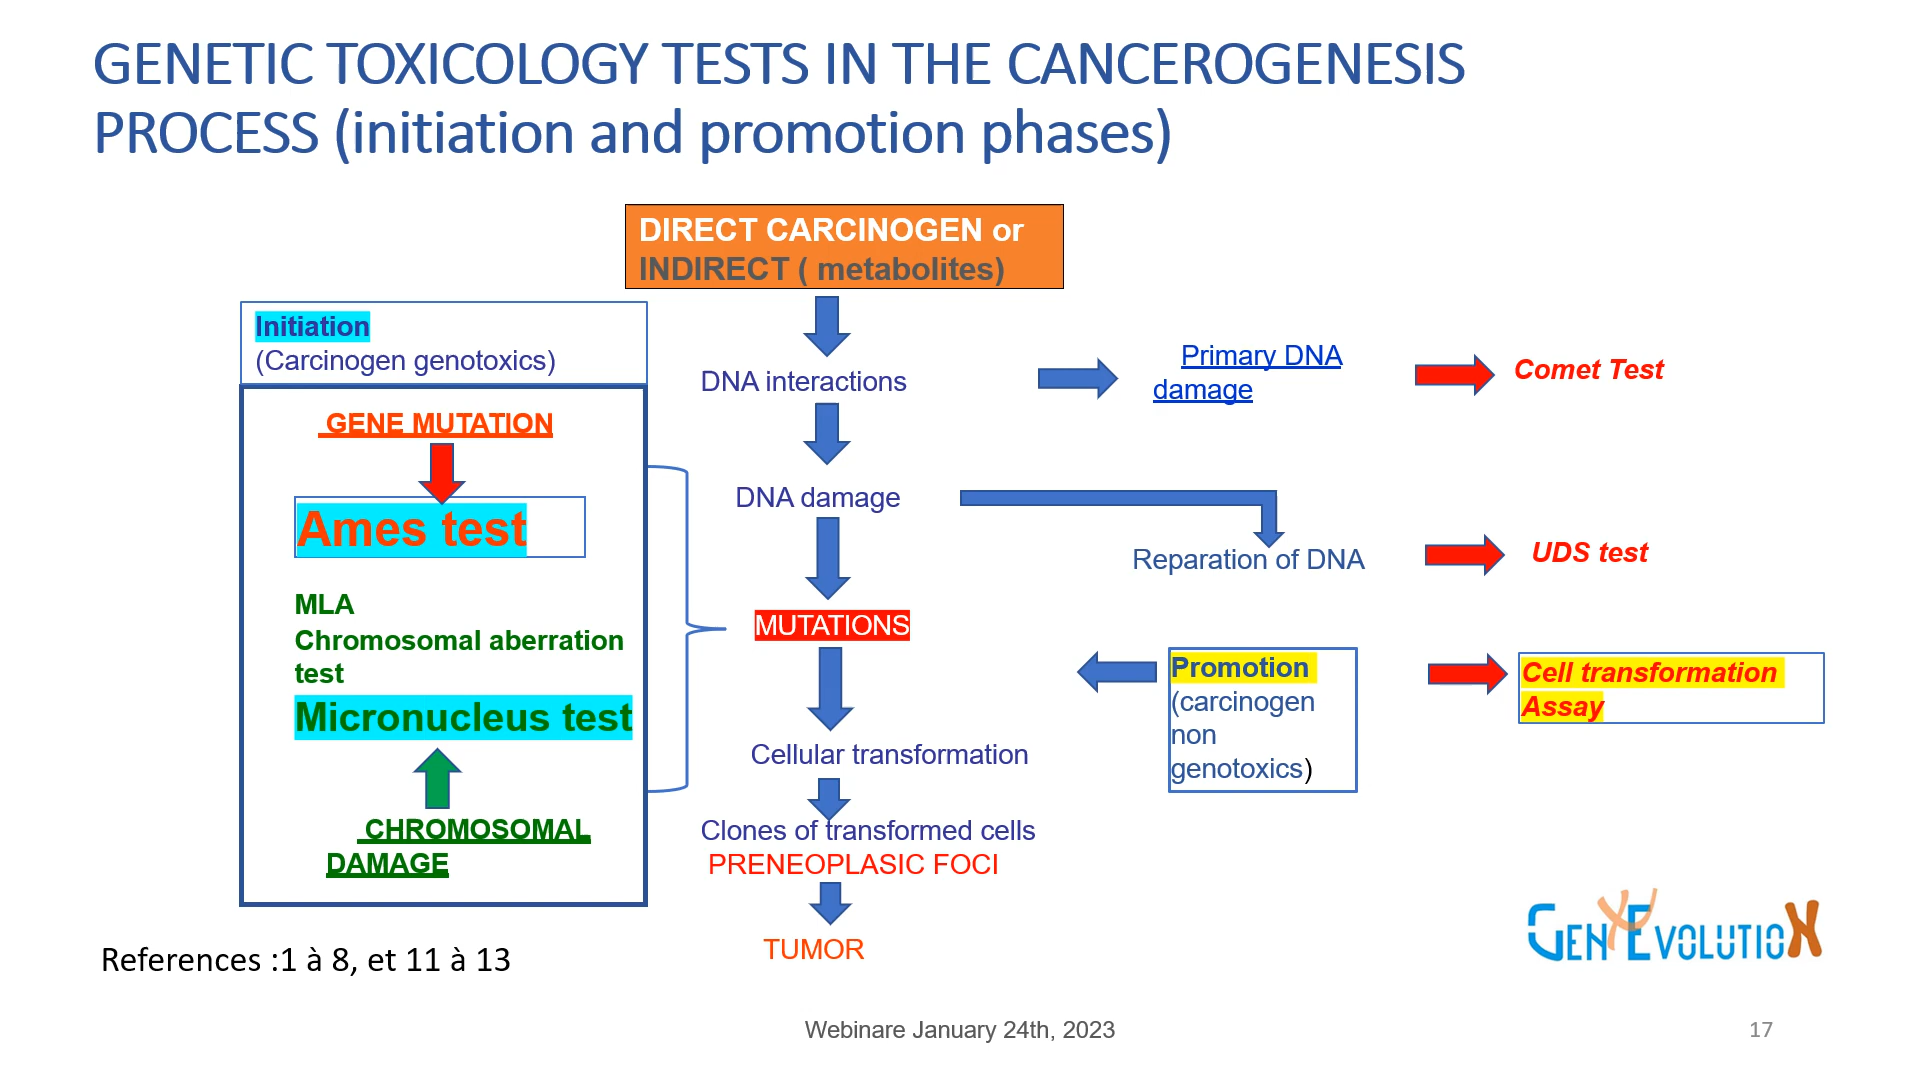 GENETIC TOXICOLOGY TESTS IN THE CANCEROGENESIS
PROCESS (initiation and promotion phases)
DIRECT CARCINOGEN or
INDIRECT ( metabolites)
Initiation
(Carcinogen genotoxics)
GENE MUTATION
Ames test
MLA
Chromosomal aberration
test
Micronucleus test
CHROMOSOMAL
DAMAGE
DNA interactions
Primary DNA
damage
Comet Test
DNA damage
Reparation of DNA
UDS test
MUTATIONS
Promotion
(carcinogen
non
genotoxics)
Cell transformation
Assay
Cellular transformation
Clones of transformed cells
PRENEOPLASIC FOCI
TUMOR
References :1 à 8, et 11 à 13
GENEVOLUTION
Webinare January 24th, 2023
17